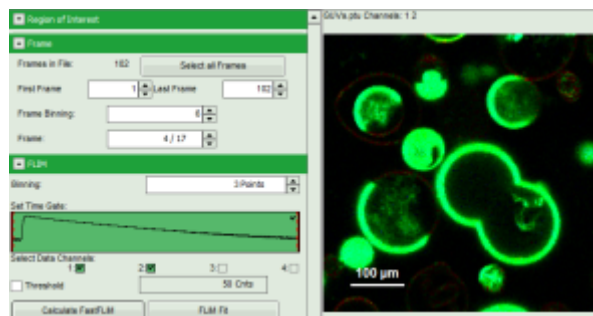 Region of Interest
Frame
Frames in File: 102 Select all Frames
First Frame 1 Last Frame 102
Frame Binning: 6
Frame: 4 / 17
FLIM
Binning: 3 Points
Set Time Gate:
Select Data Channels:
1: 2: 3: 4:
Threshold 50 Cnts
Calculate FastFLIM FLIM Fit
GUVs.ptu Channels: 1 2
100 µm